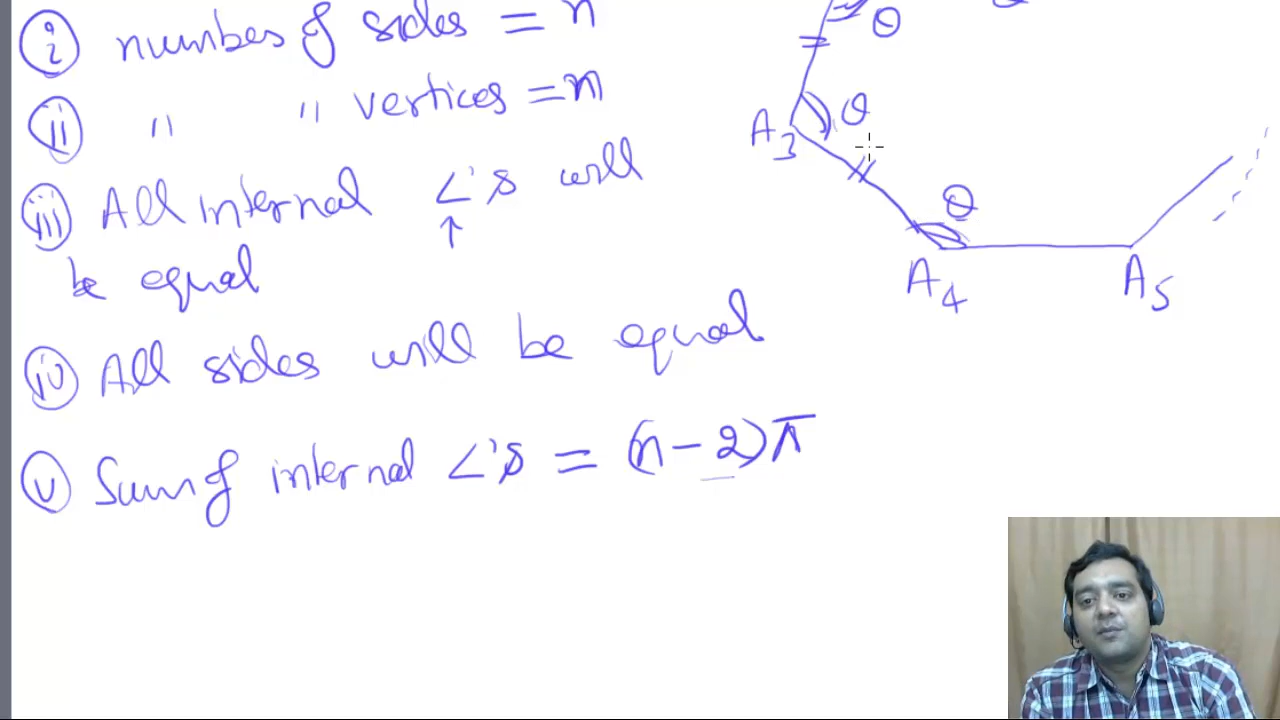 i numbers of sides = n
θ
ii " " vertices = n
θ
A3
iii All internal ∠'s will
↑
θ
be equal
A4 A5
iv All sides will be equal
v Sum of internal ∠'s = (n-2)π